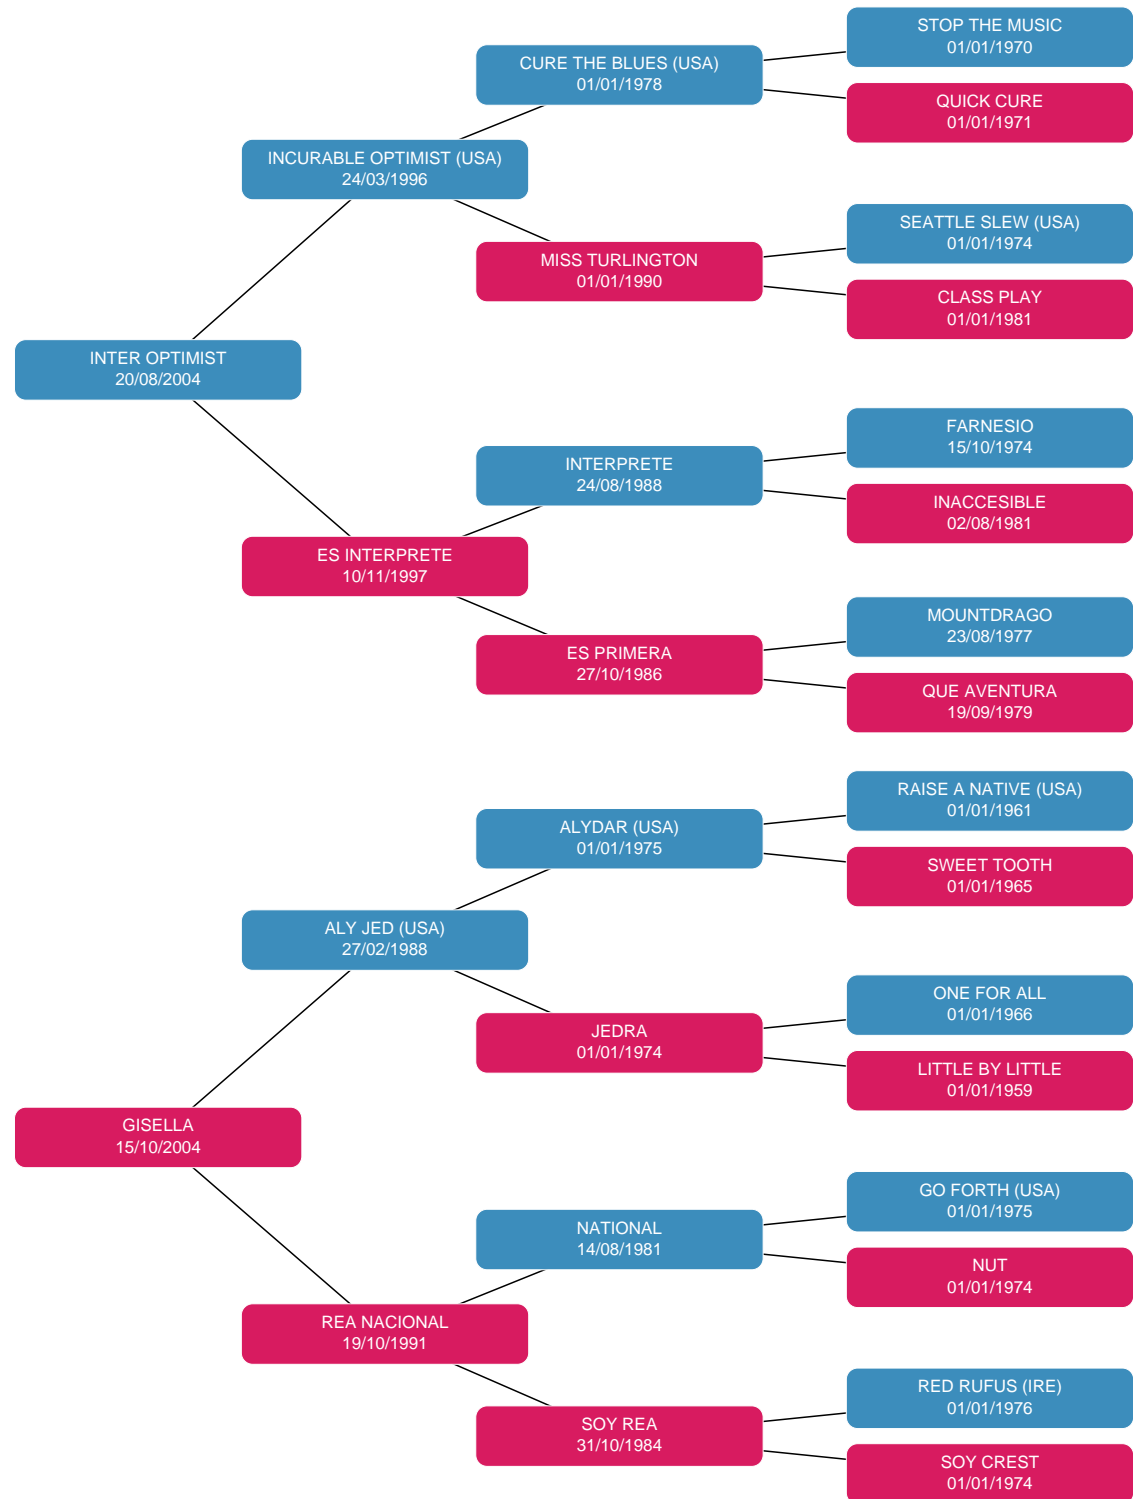 STOP THE MUSIC
01/01/1970
CURE THE BLUES (USA)
01/01/1978
QUICK CURE
01/01/1971
INCURABLE OPTIMIST (USA)
24/03/1996
SEATTLE SLEW (USA)
01/01/1974
MISS TURLINGTON
01/01/1990
CLASS PLAY
01/01/1981
INTER OPTIMIST
20/08/2004
FARNESIO
15/10/1974
INTERPRETE
24/08/1988
INACCESIBLE
02/08/1981
ES INTERPRETE
10/11/1997
MOUNTDRAGO
23/08/1977
ES PRIMERA
27/10/1986
QUE AVENTURA
19/09/1979
RAISE A NATIVE (USA)
01/01/1961
ALYDAR (USA)
01/01/1975
SWEET TOOTH
01/01/1965
ALY JED (USA)
27/02/1988
ONE FOR ALL
01/01/1966
JEDRA
01/01/1974
LITTLE BY LITTLE
01/01/1959
GISELLA
15/10/2004
GO FORTH (USA)
01/01/1975
NATIONAL
14/08/1981
NUT
01/01/1974
REA NACIONAL
19/10/1991
RED RUFUS (IRE)
01/01/1976
SOY REA
31/10/1984
SOY CREST
01/01/1974